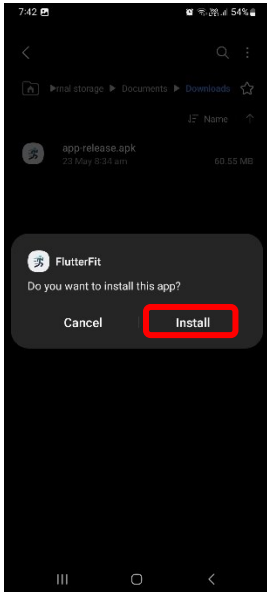 7:42 54%
rnal storage Documents Downloads
Name
app-release.apk
23 May 8:34 am 60.55 MB
FlutterFit
Do you want to install this app?
Cancel Install